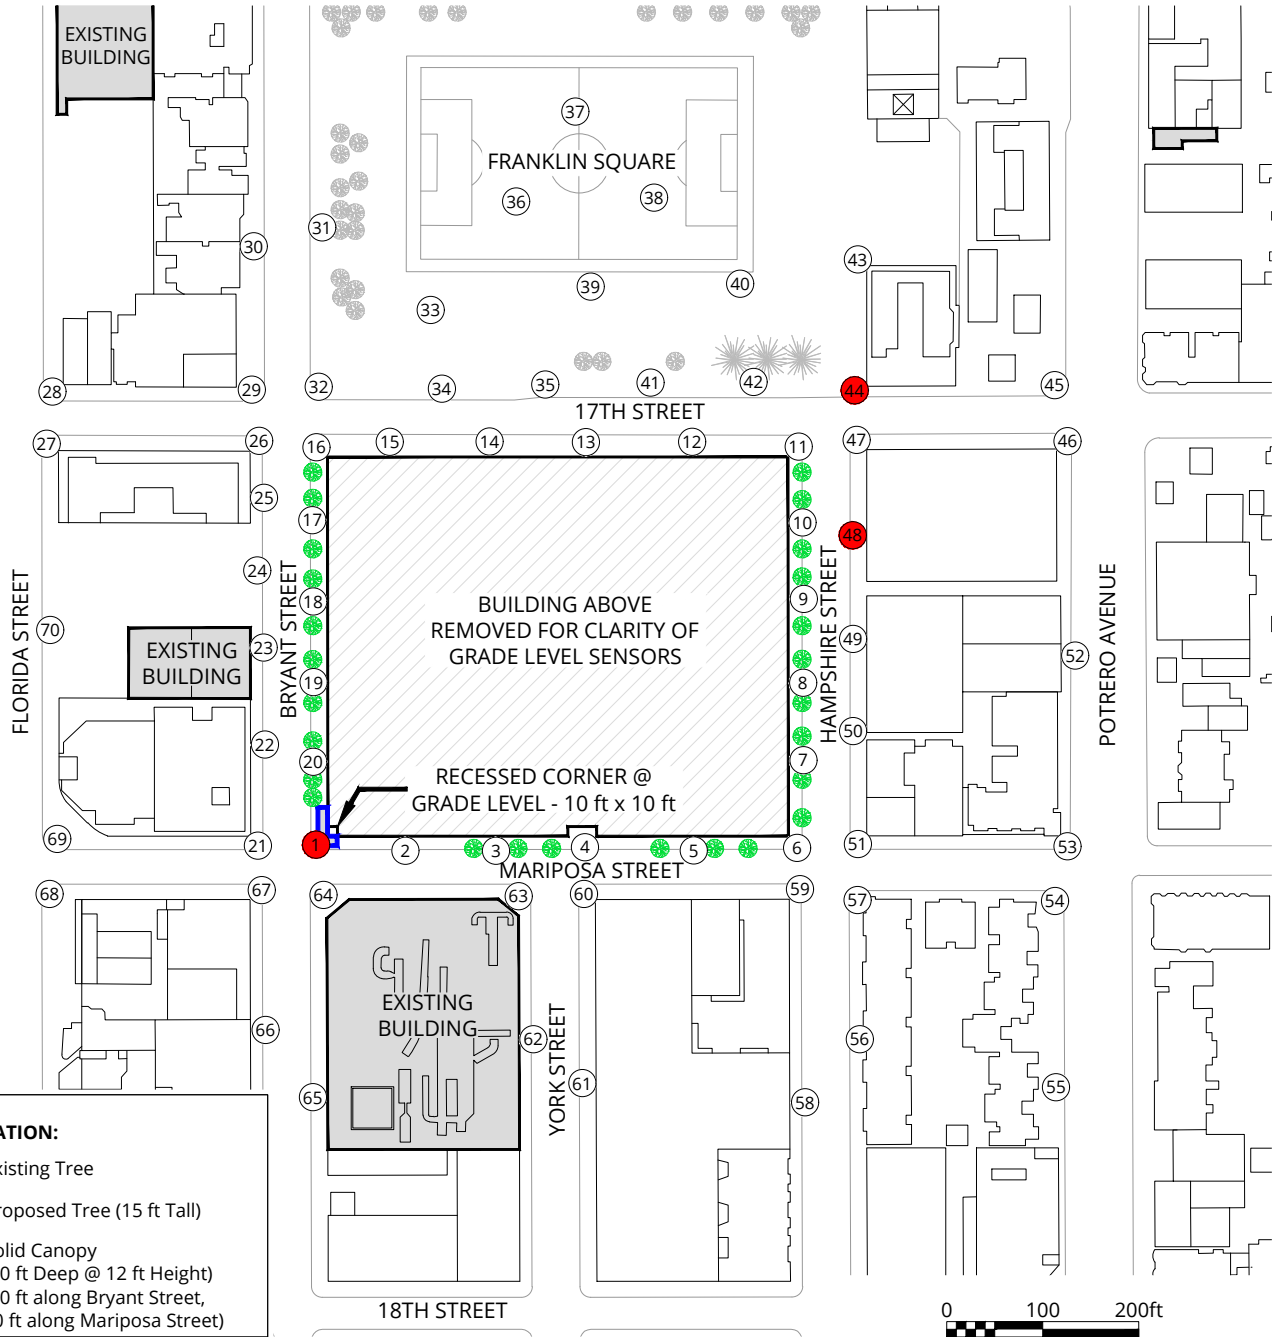 EXISTING
BUILDING
37
FRANKLIN SQUARE
36
38
31
30
43
39
40
33
28
29
32
34
35
41
42
44
45
17TH STREET
27
26
16
15
14
13
12
11
47
46
25
17
10
48
24
FLORIDA STREET
BRYANT STREET
HAMPSHIRE STREET
POTRERO AVENUE
18
BUILDING ABOVE
REMOVED FOR CLARITY OF
GRADE LEVEL SENSORS
9
70
EXISTING
BUILDING
23
49
52
19
8
22
50
20
RECESSED CORNER @
GRADE LEVEL - 10 ft x 10 ft
7
69
21
1
2
3
4
5
6
51
53
MARIPOSA STREET
68
67
64
63
60
59
57
54
EXISTING
BUILDING
66
62
YORK STREET
56
61
65
58
55
ATION:
xisting Tree
roposed Tree (15 ft Tall)
olid Canopy
0 ft Deep @ 12 ft Height)
0 ft along Bryant Street,
0 ft along Mariposa Street)
18TH STREET
0 100 200ft